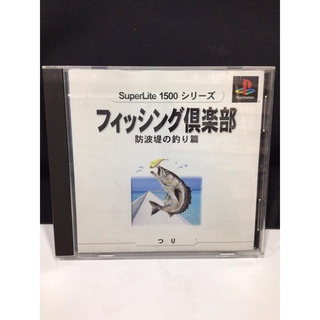 SuperLite 1500 シリーズ
フィッシング倶楽部
防波堤の釣り篇
つり
PlayStation